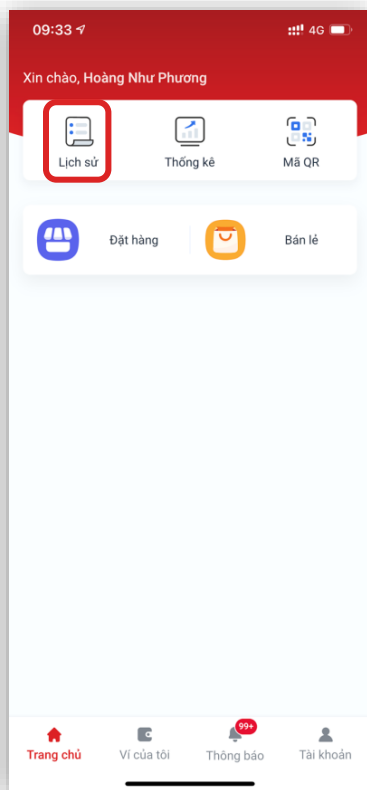 09:33
4G
Xin chào, Hoàng Như Phương
Lịch sử
Thống kê
Mã QR
Đặt hàng
Bán lẻ
99+
Trang chủ
Ví của tôi
Thông báo
Tài khoản